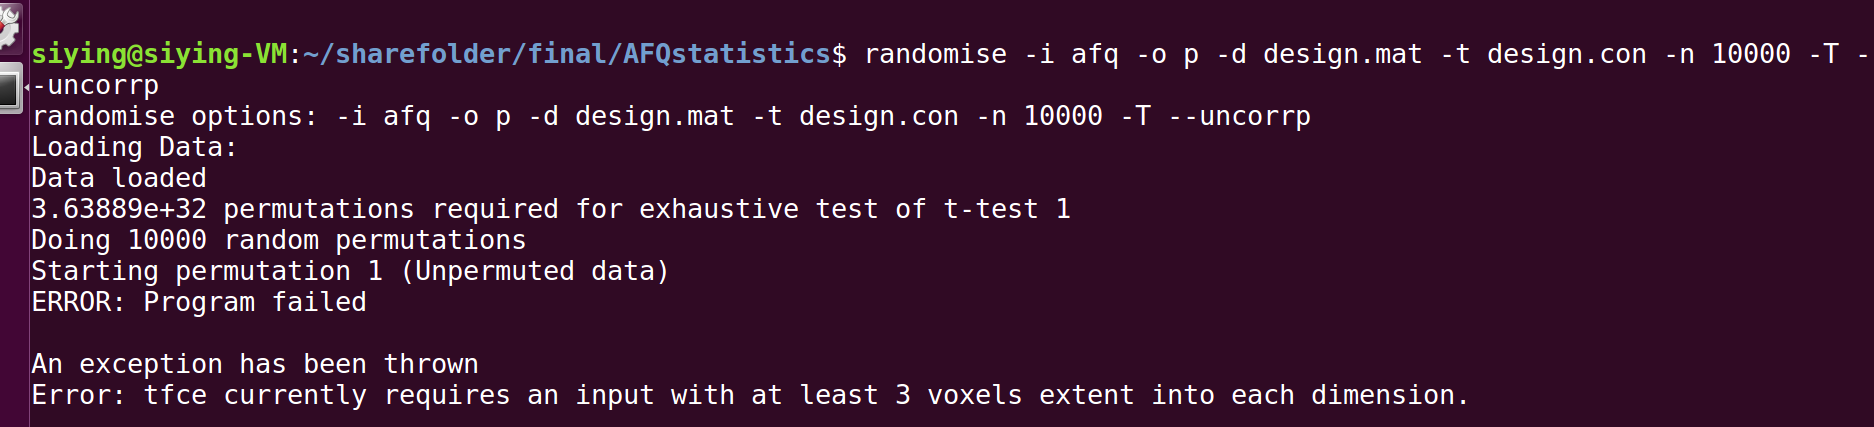 siying@siying-VM:~/sharefolder/final/AFQstatistics$ randomise -i afq -o p -d design.mat -t design.con -n 10000 -T -
-uncorrp
randomise options: -i afq -o p -d design.mat -t design.con -n 10000 -T --uncorrp
Loading Data:
Data loaded
3.63889e+32 permutations required for exhaustive test of t-test 1
Doing 10000 random permutations
Starting permutation 1 (Unpermuted data)
ERROR: Program failed
An exception has been thrown
Error: tfce currently requires an input with at least 3 voxels extent into each dimension.